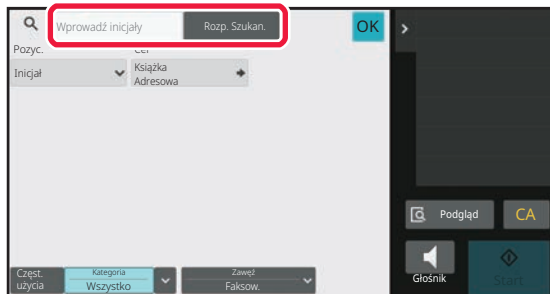 Wprowadź inicjały Rozp. Szukan. OK
Pozyc. Cel
Inicjał Książka
Adresowa
Podgląd CA
Częst.
użycia
Kategoria
Wszystko
Zawęź
Faksow.
Głośnik Start